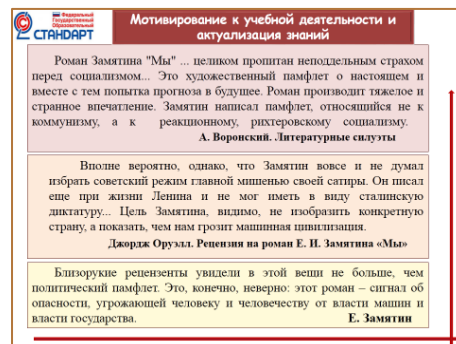 Федеральный
Государственный
Образовательный
СТАНДАРТ
Мотивирование к учебной деятельности и
актуализация знаний
Роман Замятина "Мы" ... целиком пропитан неподдельным страхом
перед социализмом... Это художественный памфлет о настоящем и
вместе с тем попытка прогноза в будущее. Роман производит тяжелое и
странное впечатление. Замятин написал памфлет, относящийся не к
коммунизму, а к реакционному, рихтеровскому социализму.
А. Воронский. Литературные силуэты
Вполне вероятно, однако, что Замятин вовсе и не думал
избрать советский режим главной мишенью своей сатиры. Он писал
еще при жизни Ленина и не мог иметь в виду сталинскую
диктатуру... Цель Замятина, видимо, не изобразить конкретную
страну, а показать, чем нам грозит машинная цивилизация.
Джордж Оруэлл. Рецензия на роман Е. И. Замятина «Мы»
Близорукие рецензенты увидели в этой вещи не больше, чем
политический памфлет. Это, конечно, неверно: этот роман – сигнал об
опасности, угрожающей человеку и человечеству от власти машин и
власти государства. Е. Замятин